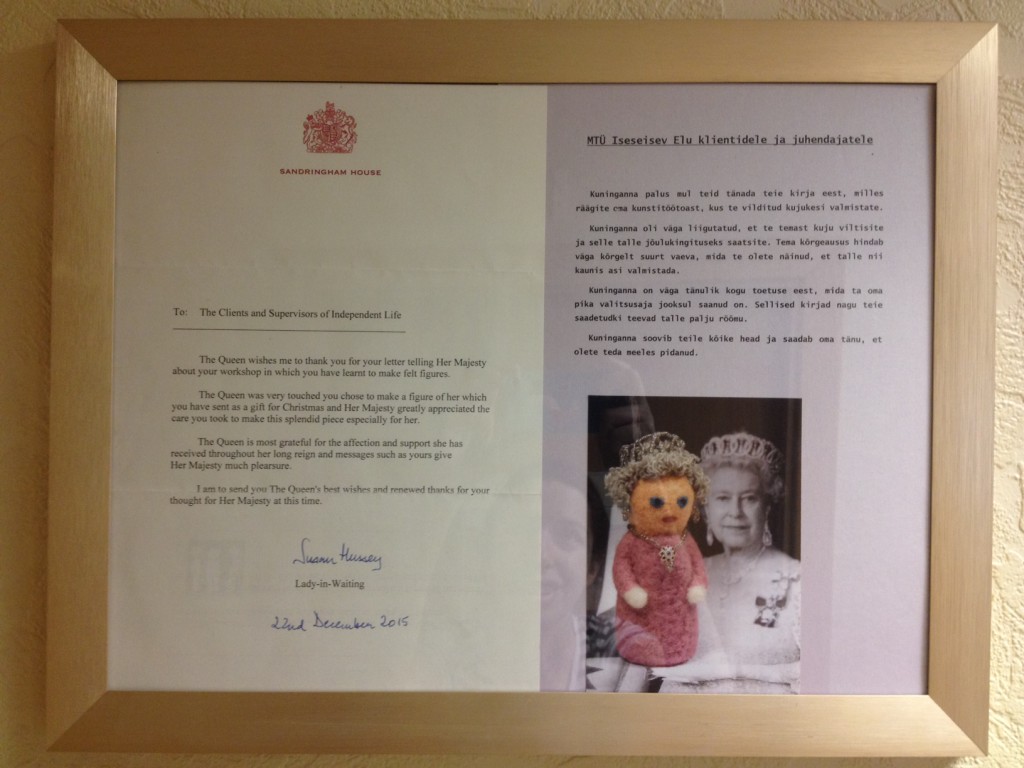 SANDRINGHAM HOUSE
To: The Clients and Supervisors of Independent Life
The Queen wishes me to thank you for your letter telling Her Majesty
about your workshop in which you have learnt to make felt figures.
The Queen was very touched you chose to make a figure of her which
you have sent as a gift for Christmas and Her Majesty greatly appreciated the
care you took to make this splendid piece especially for her.
The Queen is most grateful for the affection and support she has
received throughout her long reign and messages such as yours give
Her Majesty much plearsure.
I am to send you The Queen's best wishes and renewed thanks for your
thought for Her Majesty at this time.
Susan Hussey
Lady-in-Waiting
22nd December 2015
MTÜ Iseseisev Elu klientidele ja juhendajatele
Kuninganna palus mul teid tänada teie kirja eest, milles
räägite oma kunstitöötoast, kus te vilditud kujukesi valmistate.
Kuninganna oli väga liigutatud, et te temast kuju viltisite
ja selle talle jõulukingituseks saatsite. Tema kõrgeausus hindab
väga kõrgelt suurt vaeva, mida te olete näinud, et talle nii
kaunis asi valmistada.
Kuninganna on väga tänulik kogu toetuse eest, mida ta oma
pika valitsusaja jooksul saanud on. Sellised kirjad nagu teie
saadetudki teevad talle palju rõõmu.
Kuninganna soovib teile kõike head ja saadab oma tänu, et
olete teda meeles pidanud.